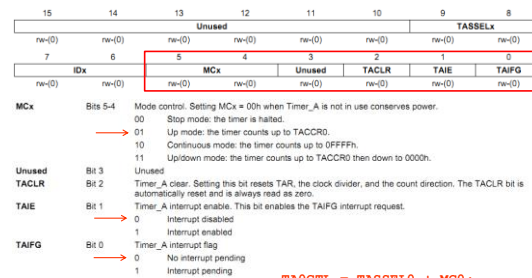 15 14 13 12 11 10 9 8
Unused TASSELx
rw-(0) rw-(0) rw-(0) rw-(0) rw-(0) rw-(0) rw-(0) rw-(0)
7 6 5 4 3 2 1 0
IDx MCx Unused TACLR TAIE TAIFG
rw-(0) rw-(0) rw-(0) rw-(0) rw-(0) rw-(0) rw-(0) rw-(0)
MCx Bits 5-4 Mode control. Setting MCx = 00h when Timer_A is not in use conserves power.
00 Stop mode: the timer is halted.
01 Up mode: the timer counts up to TACCR0.
10 Continuous mode: the timer counts up to 0FFFFh.
11 Up/down mode: the timer counts up to TACCR0 then down to 0000h.
Unused Bit 3 Unused
TACLR Bit 2 Timer_A clear. Setting this bit resets TAR, the clock divider, and the count direction. The TACLR bit is
automatically reset and is always read as zero.
TAIE Bit 1 Timer_A interrupt enable. This bit enables the TAIFG interrupt request.
0 Interrupt disabled
1 Interrupt enabled
TAIFG Bit 0 Timer_A interrupt flag
0 No interrupt pending
1 Interrupt pending